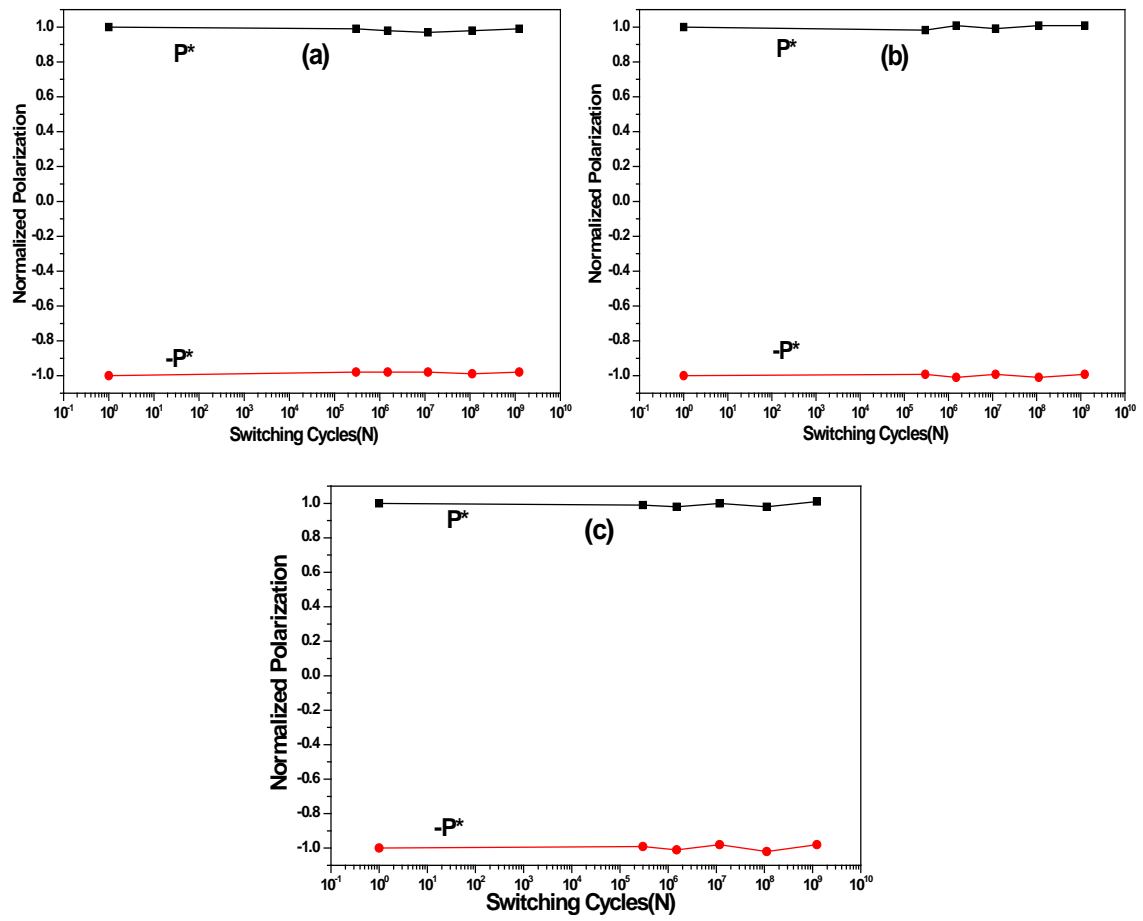 (a)
P*
-P*
1.0
0.8
0.6
0.4
0.2
0.0
-0.2
-0.4
-0.6
-0.8
-1.0
Normalized Polarization
10⁻¹ 10⁰ 10¹ 10² 10³ 10⁴ 10⁵ 10⁶ 10⁷ 10⁸ 10⁹ 10¹⁰
Switching Cycles(N)
(b)
P*
-P*
1.0
0.8
0.6
0.4
0.2
0.0
-0.2
-0.4
-0.6
-0.8
-1.0
Normalized Polarization
10⁻¹ 10⁰ 10¹ 10² 10³ 10⁴ 10⁵ 10⁶ 10⁷ 10⁸ 10⁹ 10¹⁰
Switching Cycles(N)
(c)
P*
-P*
1.0
0.8
0.6
0.4
0.2
0.0
-0.2
-0.4
-0.6
-0.8
-1.0
Normalized Polarization
10⁻¹ 10⁰ 10¹ 10² 10³ 10⁴ 10⁵ 10⁶ 10⁷ 10⁸ 10⁹ 10¹⁰
Switching Cycles(N)